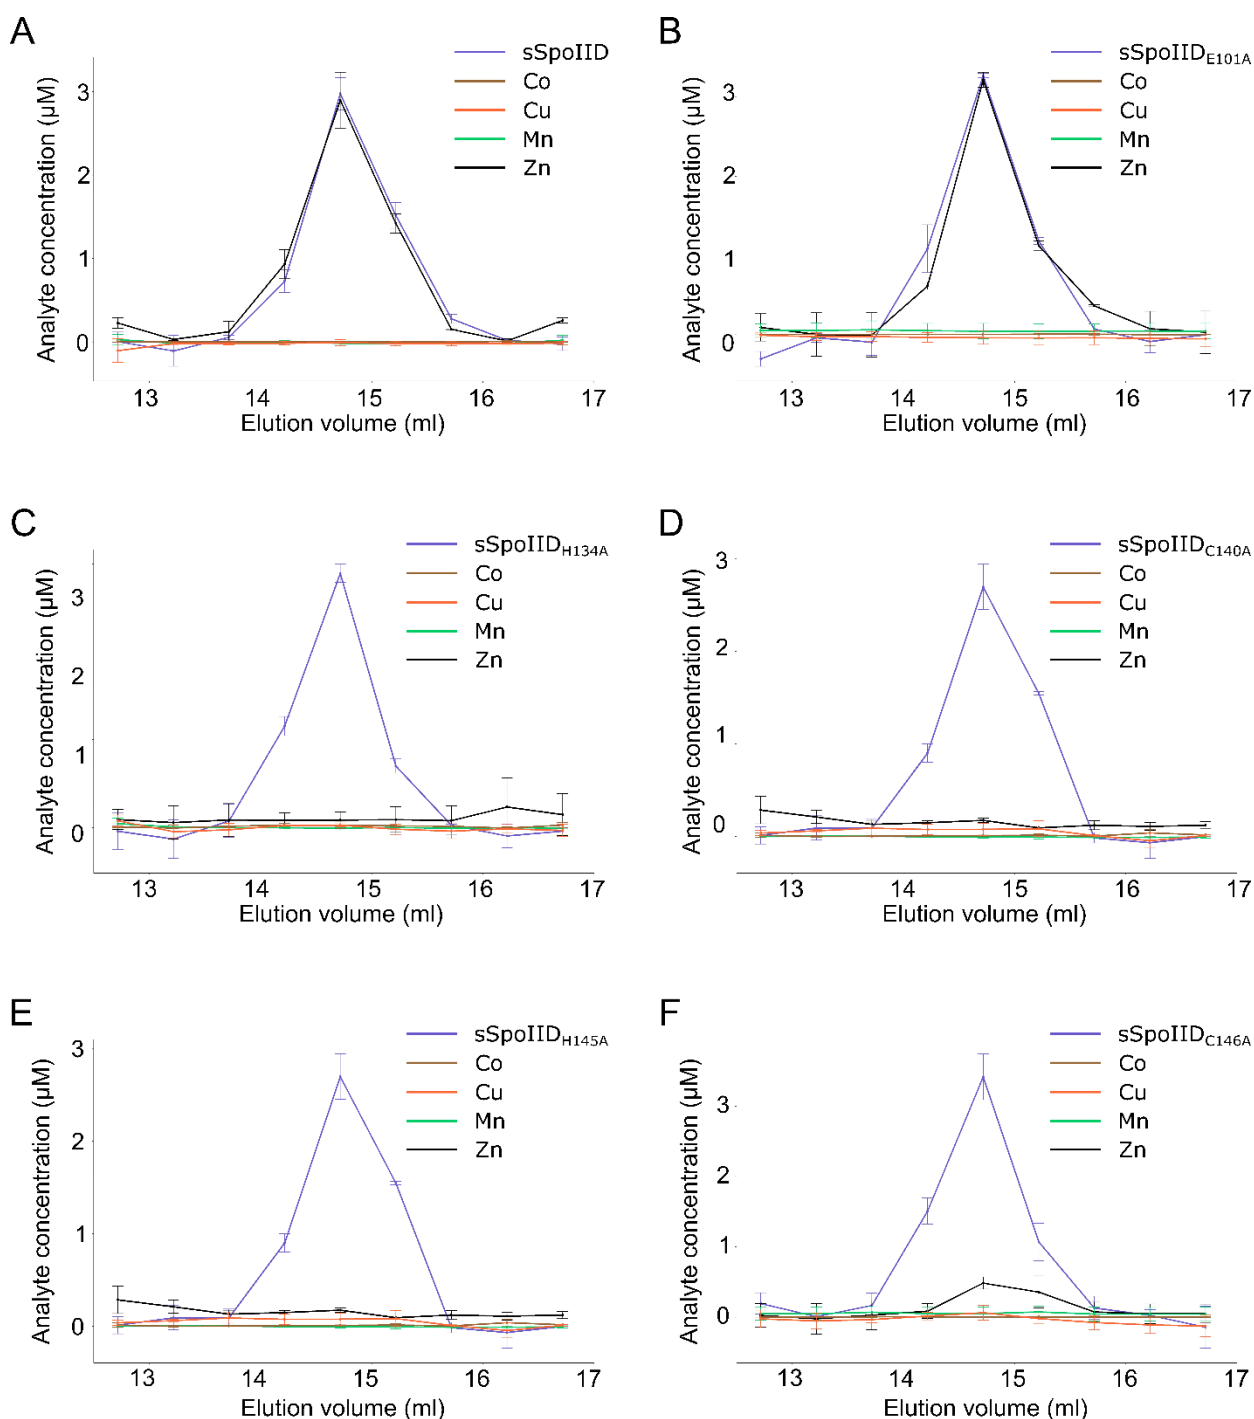 A
sSpoIID
Co
Cu
Mn
Zn
Analyte concentration (µM)
3
2
1
0
13 14 15 16 17
Elution volume (ml)
B
sSpoIID_E101A
Co
Cu
Mn
Zn
Analyte concentration (µM)
3
2
1
0
13 14 15 16 17
Elution volume (ml)
C
sSpoIID_H134A
Co
Cu
Mn
Zn
Analyte concentration (µM)
3
2
1
0
13 14 15 16 17
Elution volume (ml)
D
sSpoIID_C140A
Co
Cu
Mn
Zn
Analyte concentration (µM)
3
2
1
0
13 14 15 16 17
Elution volume (ml)
E
sSpoIID_H145A
Co
Cu
Mn
Zn
Analyte concentration (µM)
3
2
1
0
13 14 15 16 17
Elution volume (ml)
F
sSpoIID_C146A
Co
Cu
Mn
Zn
Analyte concentration (µM)
3
2
1
0
13 14 15 16 17
Elution volume (ml)